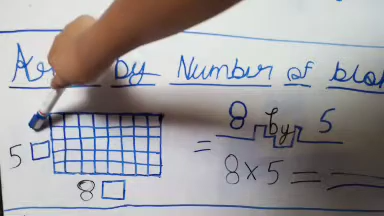 by Number of
8 by 5
5
= 8×5 =
8